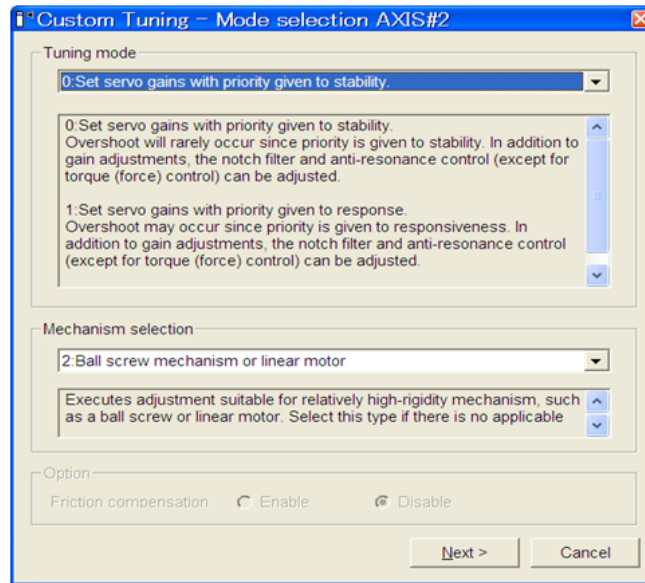 Custom Tuning - Mode selection AXIS#2
Tuning mode
0:Set servo gains with priority given to stability.
0:Set servo gains with priority given to stability.
Overshoot will rarely occur since priority is given to stability. In addition to
gain adjustments, the notch filter and anti-resonance control (except for
torque (force) control) can be adjusted.
1:Set servo gains with priority given to response.
Overshoot may occur since priority is given to responsiveness. In
addition to gain adjustments, the notch filter and anti-resonance control
(except for torque (force) control) can be adjusted.
Mechanism selection
2:Ball screw mechanism or linear motor
Executes adjustment suitable for relatively high-rigidity mechanism, such
as a ball screw or linear motor. Select this type if there is no applicable
Option
Friction compensation Enable Disable
Next > Cancel